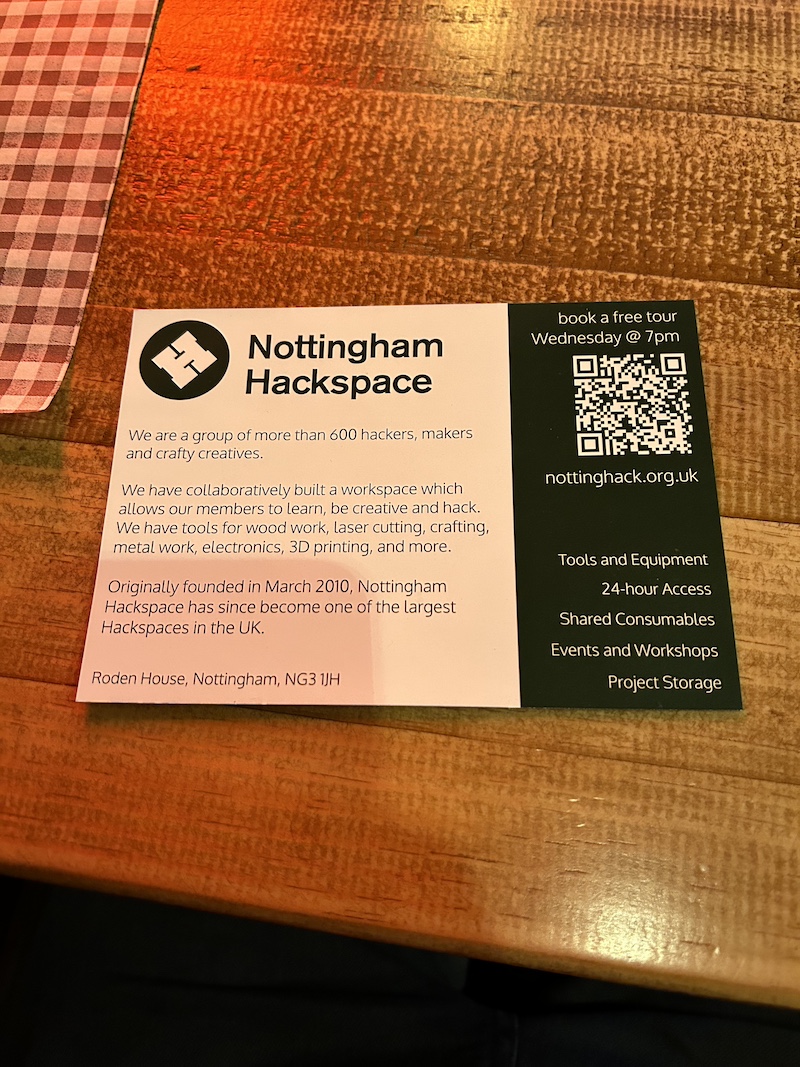 Nottingham
Hackspace
We are a group of more than 600 hackers, makers
and crafty creatives.
We have collaboratively built a workspace which
allows our members to learn, be creative and hack.
We have tools for wood work, laser cutting, crafting,
metal work, electronics, 3D printing, and more.
Originally founded in March 2010, Nottingham
Hackspace has since become one of the largest
Hackspaces in the UK.
Roden House, Nottingham, NG3 1JH
book a free tour
Wednesday @ 7pm
nottinghack.org.uk
Tools and Equipment
24-hour Access
Shared Consumables
Events and Workshops
Project Storage